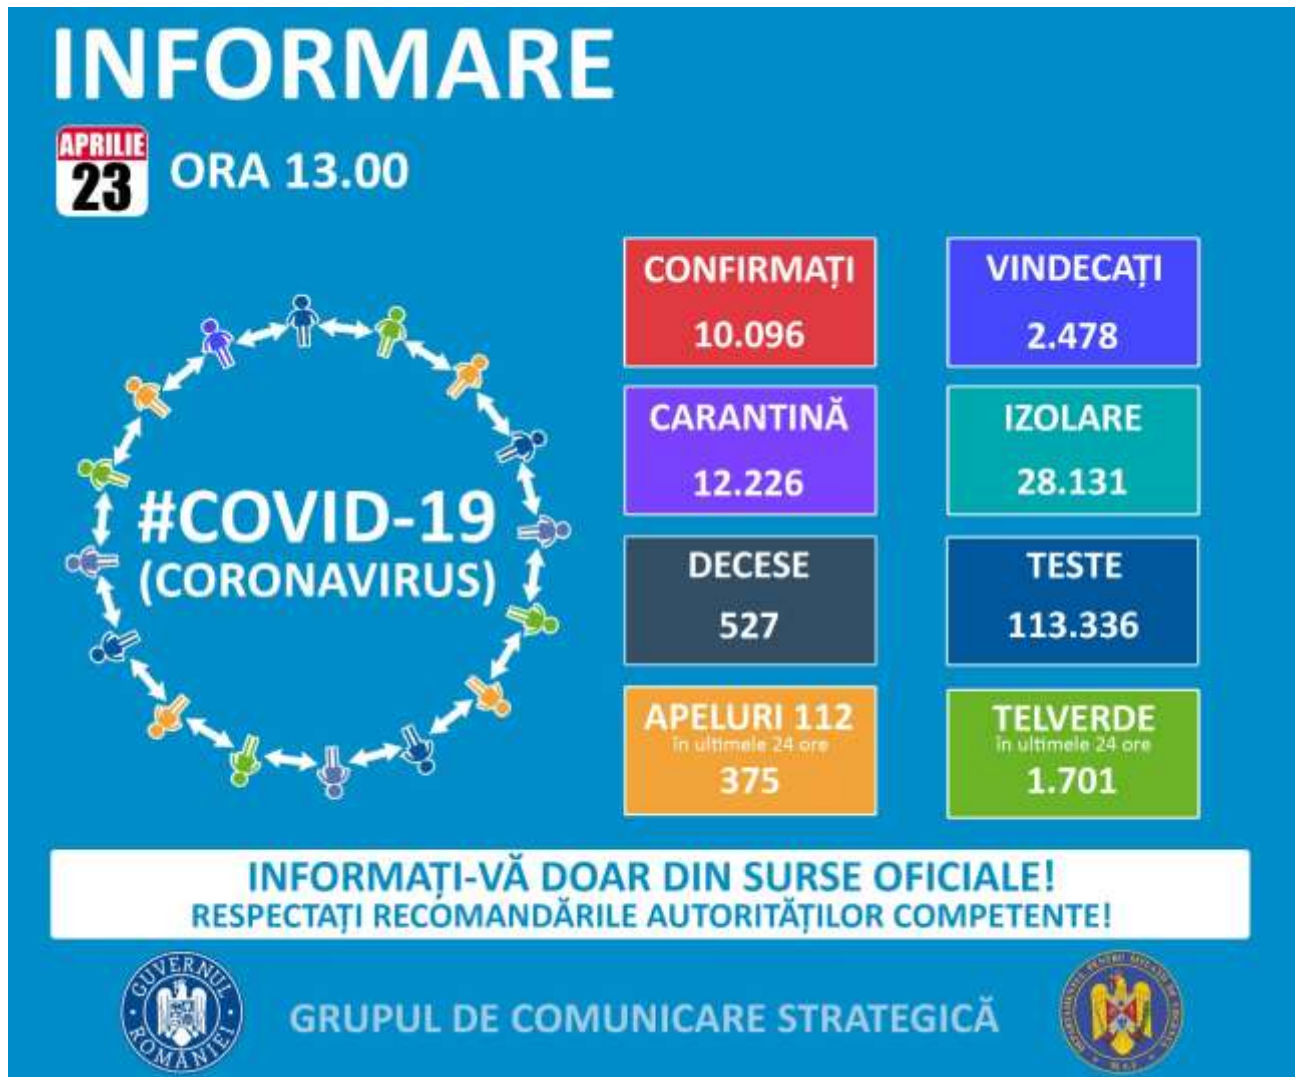 INFORMARE
APRILIE
23
ORA 13.00
CONFIRMAȚI
10.096
VINDECAȚI
2.478
CARANTINĂ
12.226
IZOLARE
28.131
#COVID-19
(CORONAVIRUS)
DECESE
527
TESTE
113.336
APELURI 112
în ultimele 24 ore
375
TELVERDE
în ultimele 24 ore
1.701
INFORMAȚI-VĂ DOAR DIN SURSE OFICIALE!
RESPECTAȚI RECOMANDĂRILE AUTORITĂȚILOR COMPETENTE!
GUVERNUL
ROMÂNIEI
GRUPUL DE COMUNICARE STRATEGICĂ